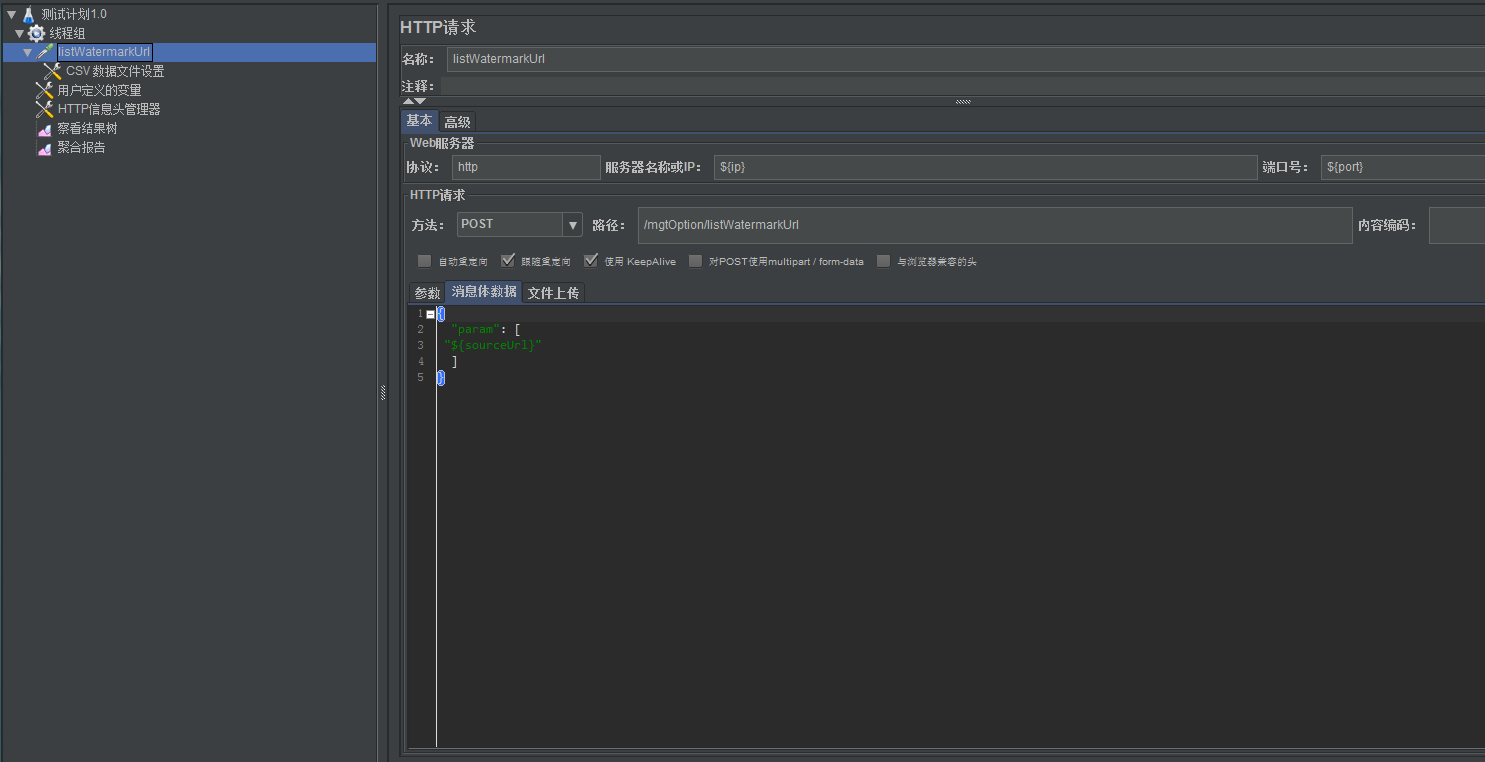 测试计划1.0
线程组
listWatermarkUrl
CSV 数据文件设置
用户定义的变量
HTTP信息头管理器
察看结果树
聚合报告
HTTP请求
名称： listWatermarkUrl
注释：
基本 高级
Web服务器
协议： http 服务器名称或IP： ${ip} 端口号： ${port}
HTTP请求
方法： POST 路径： /mgtOption/listWatermarkUrl 内容编码：
自动重定向 跟随重定向 使用 KeepAlive 对POST使用multipart / form-data 与浏览器兼容的头
参数 消息体数据 文件上传
1 {
2 "param": [
3 "${sourceUrl}"
4 ]
5 }